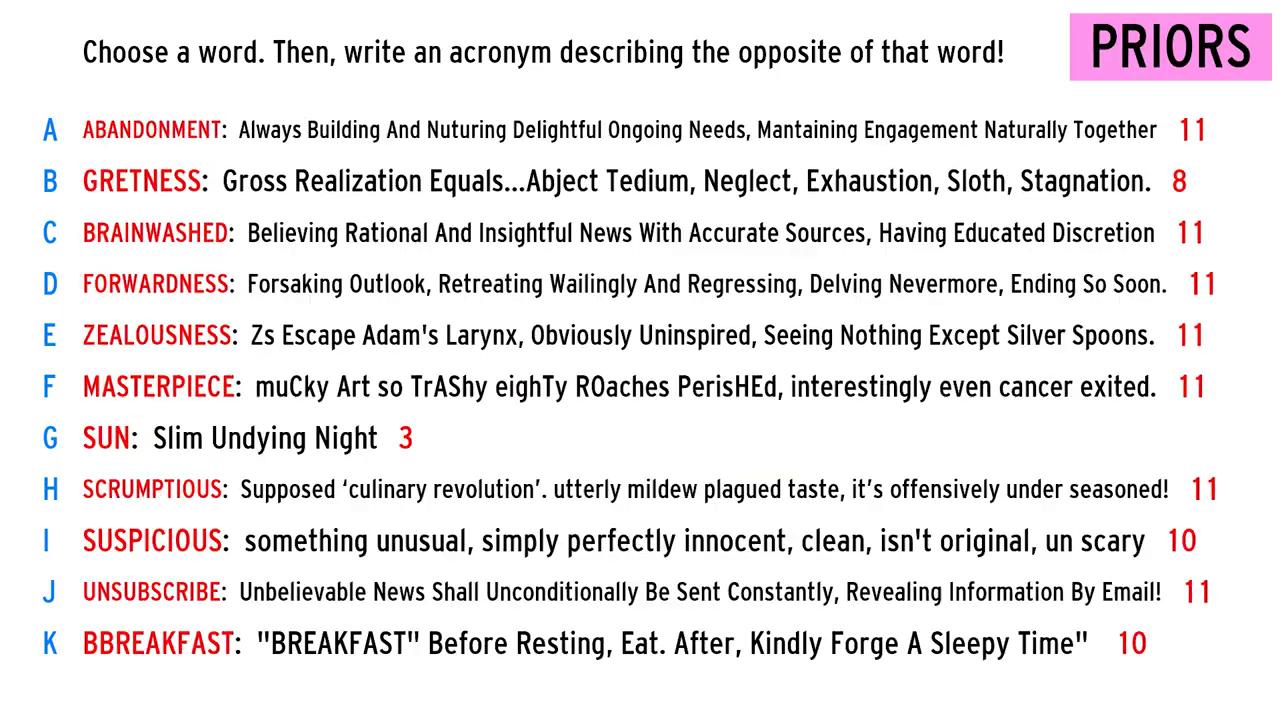 Choose a word. Then, write an acronym describing the opposite of that word!
PRIORS
A ABANDONMENT: Always Building And Nuturing Delightful Ongoing Needs, Mantaining Engagement Naturally Together 11
B GRETNESS: Gross Realization Equals...Abject Tedium, Neglect, Exhaustion, Sloth, Stagnation. 8
C BRAINWASHED: Believing Rational And Insightful News With Accurate Sources, Having Educated Discretion 11
D FORWARDNESS: Forsaking Outlook, Retreating Wailingly And Regressing, Delving Nevermore, Ending So Soon. 11
E ZEALOUSNESS: Zs Escape Adam's Larynx, Obviously Uninspired, Seeing Nothing Except Silver Spoons. 11
F MASTERPIECE: muCky Art so TrAShy eighTy ROaches PerisHEd, interestingly even cancer exited. 11
G SUN: Slim Undying Night 3
H SCRUMPTIOUS: Supposed ‘culinary revolution’. utterly mildew plagued taste, it’s offensively under seasoned! 11
I SUSPICIOUS: something unusual, simply perfectly innocent, clean, isn't original, un scary 10
J UNSUBSCRIBE: Unbelievable News Shall Unconditionally Be Sent Constantly, Revealing Information By Email! 11
K BBREAKFAST: "BREAKFAST" Before Resting, Eat. After, Kindly Forge A Sleepy Time" 10